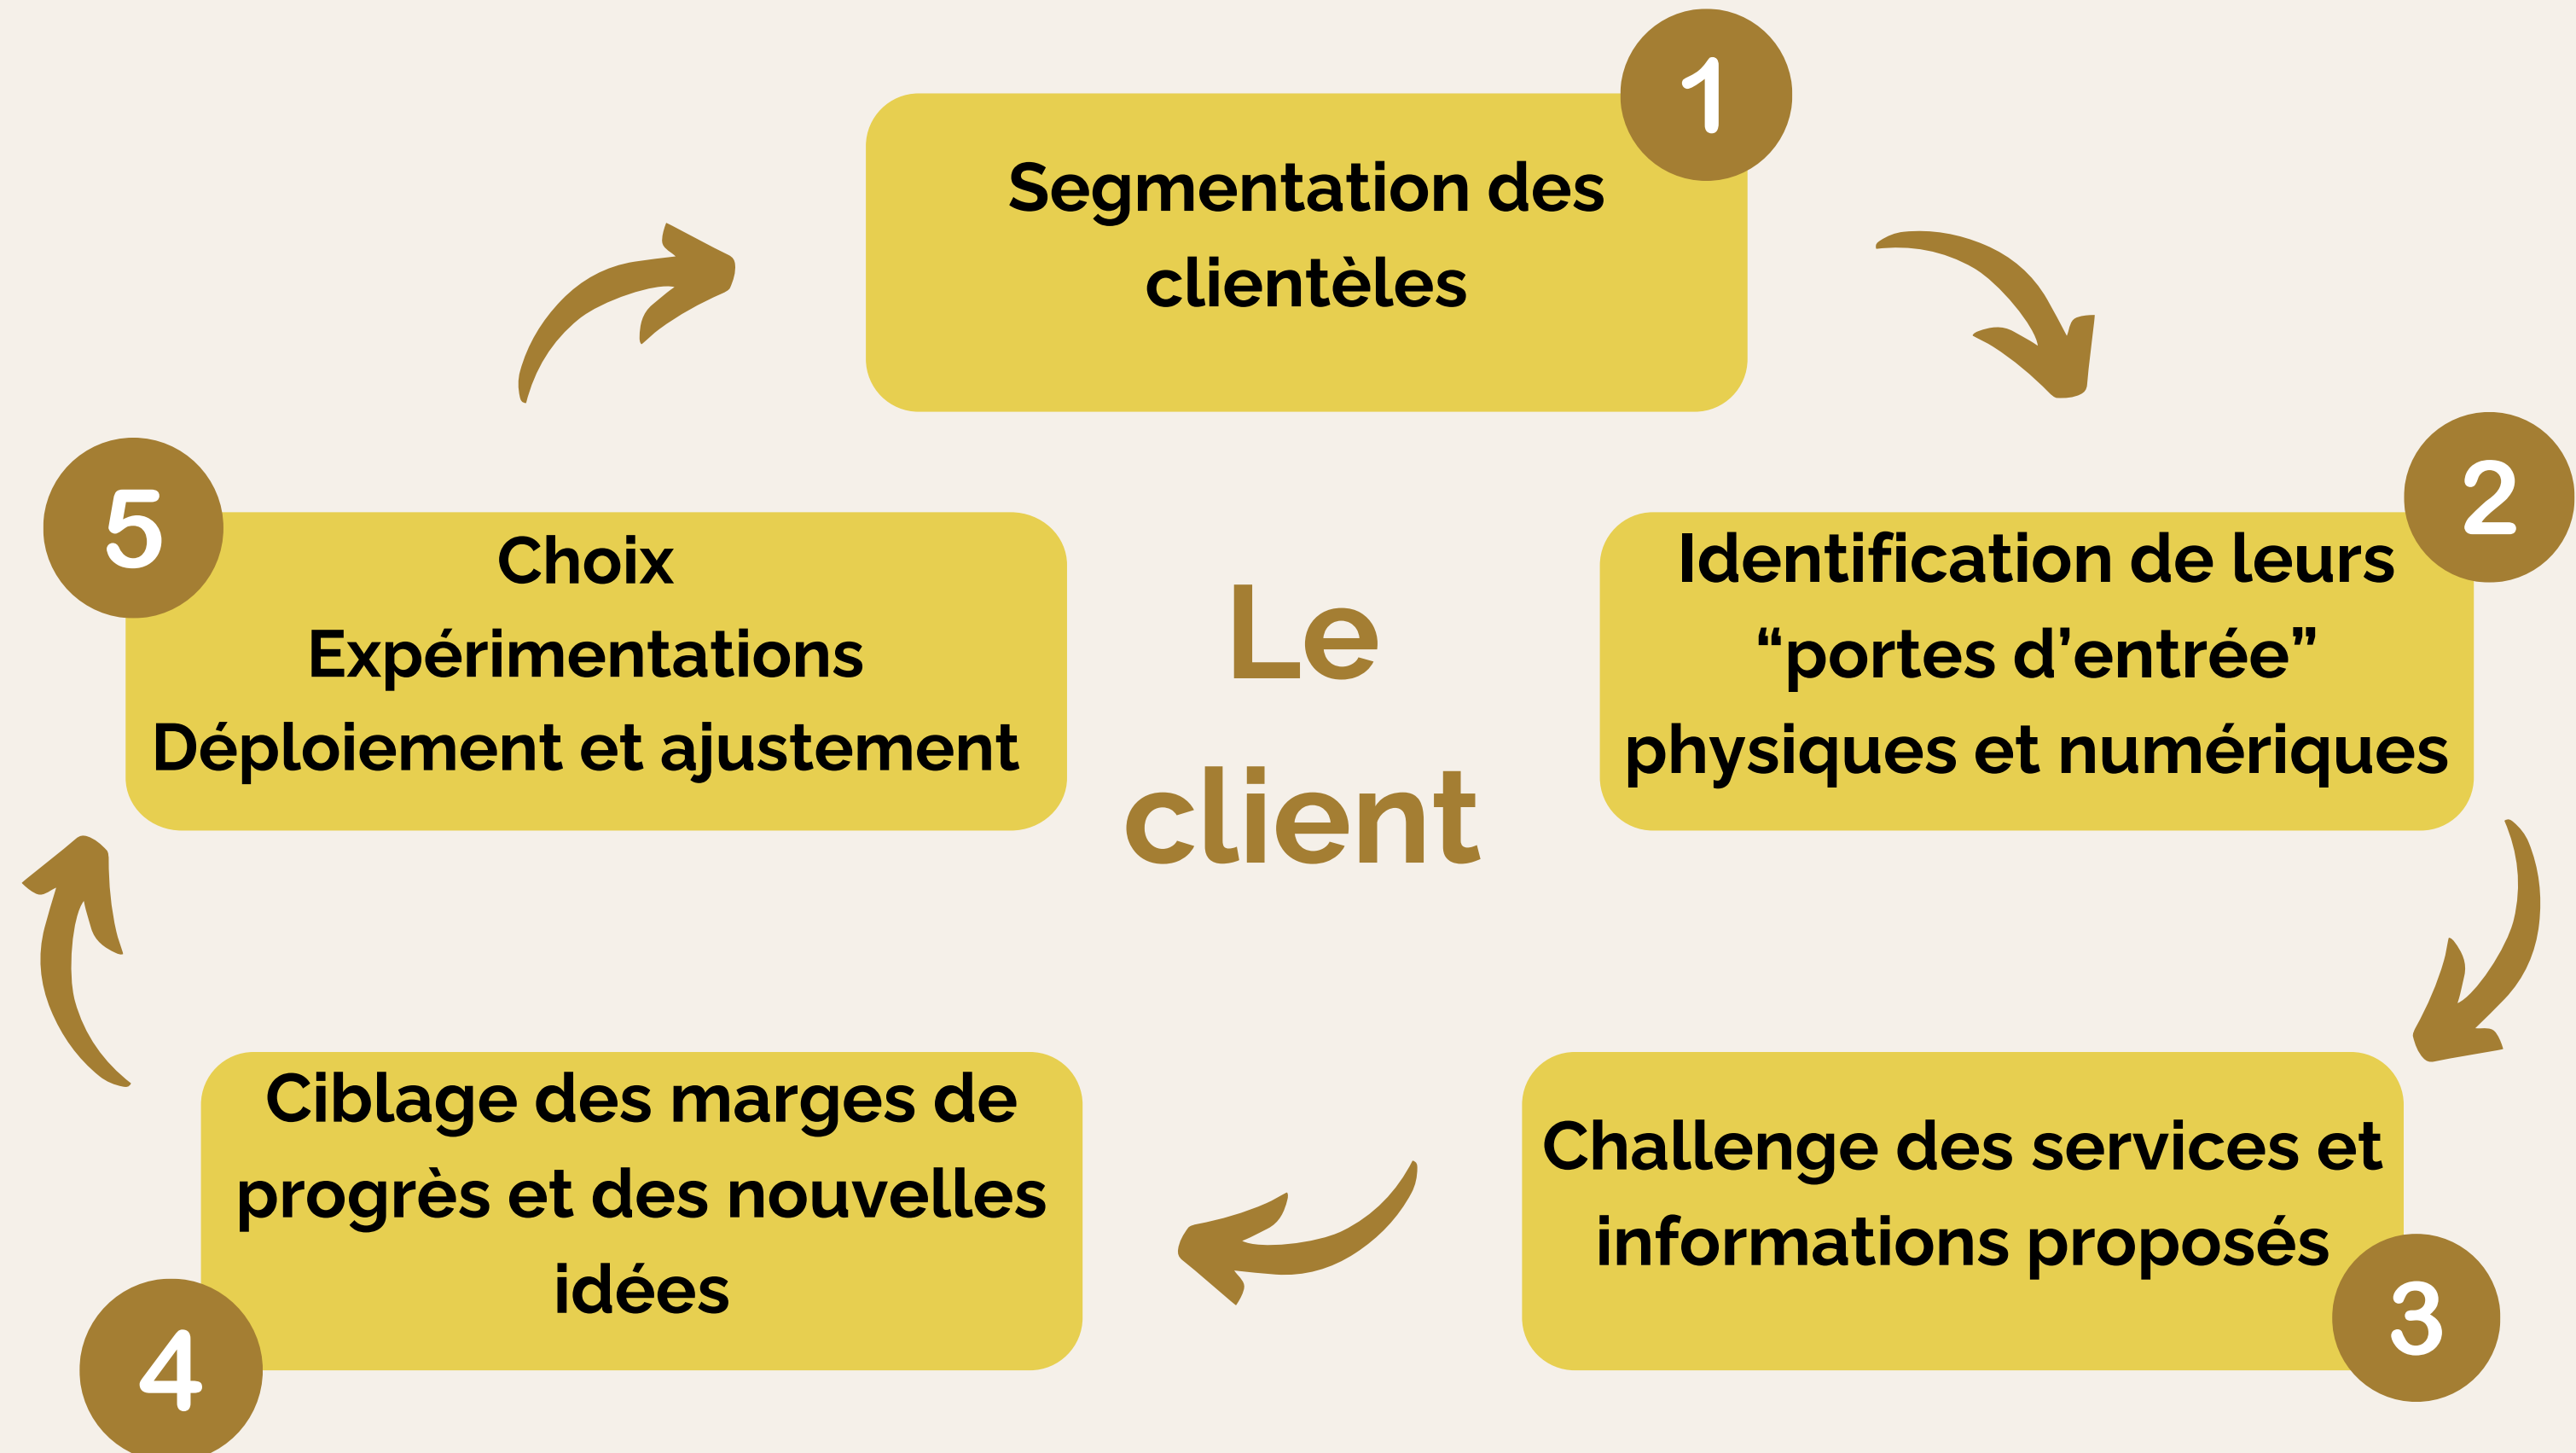 1
Segmentation des
clientèles
2
Identification de leurs
“portes d’entrée”
physiques et numériques
3
Challenge des services et
informations proposés
4
Ciblage des marges de
progrès et des nouvelles
idées
5
Choix
Expérimentations
Déploiement et ajustement
Le
client